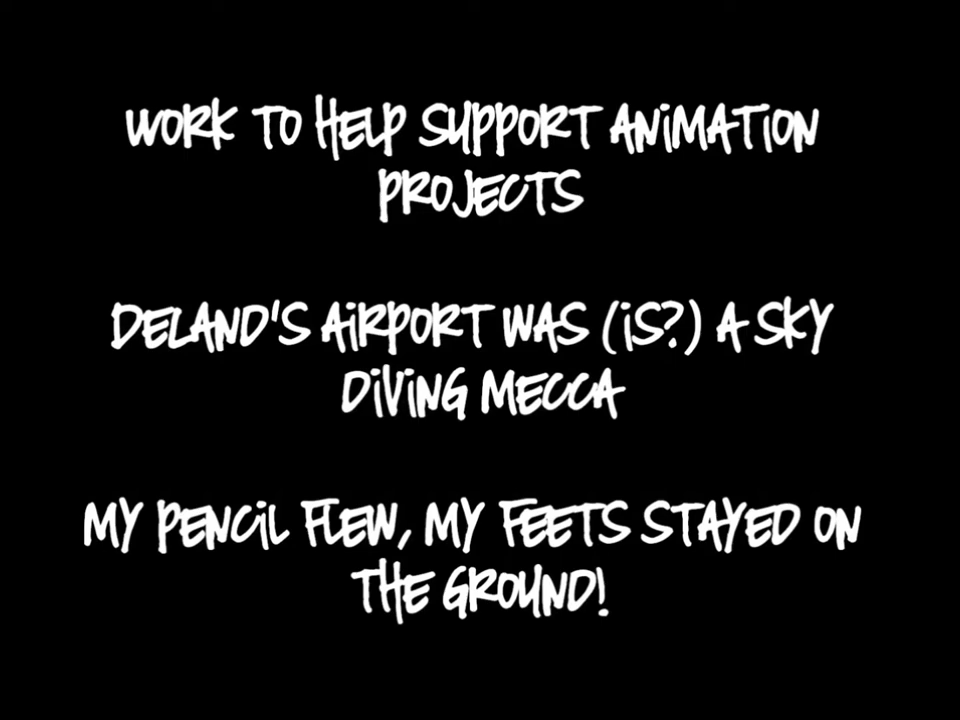 WORK TO HELP SUPPORT ANiMATiON
PROJECTS
DELAND'S AiRPORT WAS (iS?) A SKY
DiViNG MECCA
MY PENCiL FLEW, MY FEETS STAYED ON
THE GROUND!